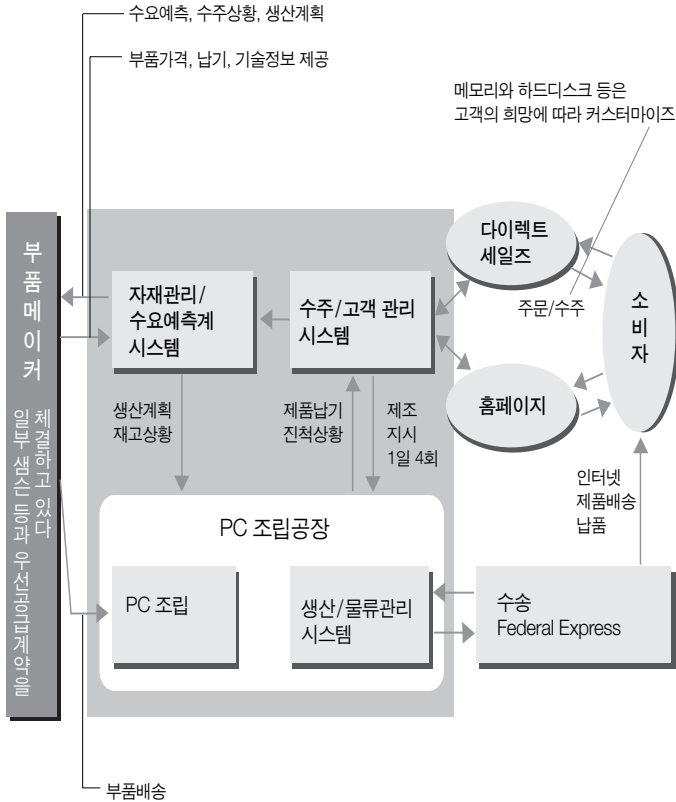 수요예측, 수주상황, 생산계획
부품가격, 납기, 기술정보 제공
메모리와 하드디스크 등은
고객의 희망에 따라 커스터마이즈
부품메이커
일부 샘슨 등과 우선공급계약을
체결하고 있다
자재관리/
수요예측계
시스템
수주/고객 관리
시스템
다이렉트
세일즈
주문/수주
홈페이지
소비자
생산계획
재고상황
제품납기
진척상황
제조
지시
1일 4회
인터넷
제품배송
납품
PC 조립공장
PC 조립
생산/물류관리
시스템
수송
Federal Express
부품배송